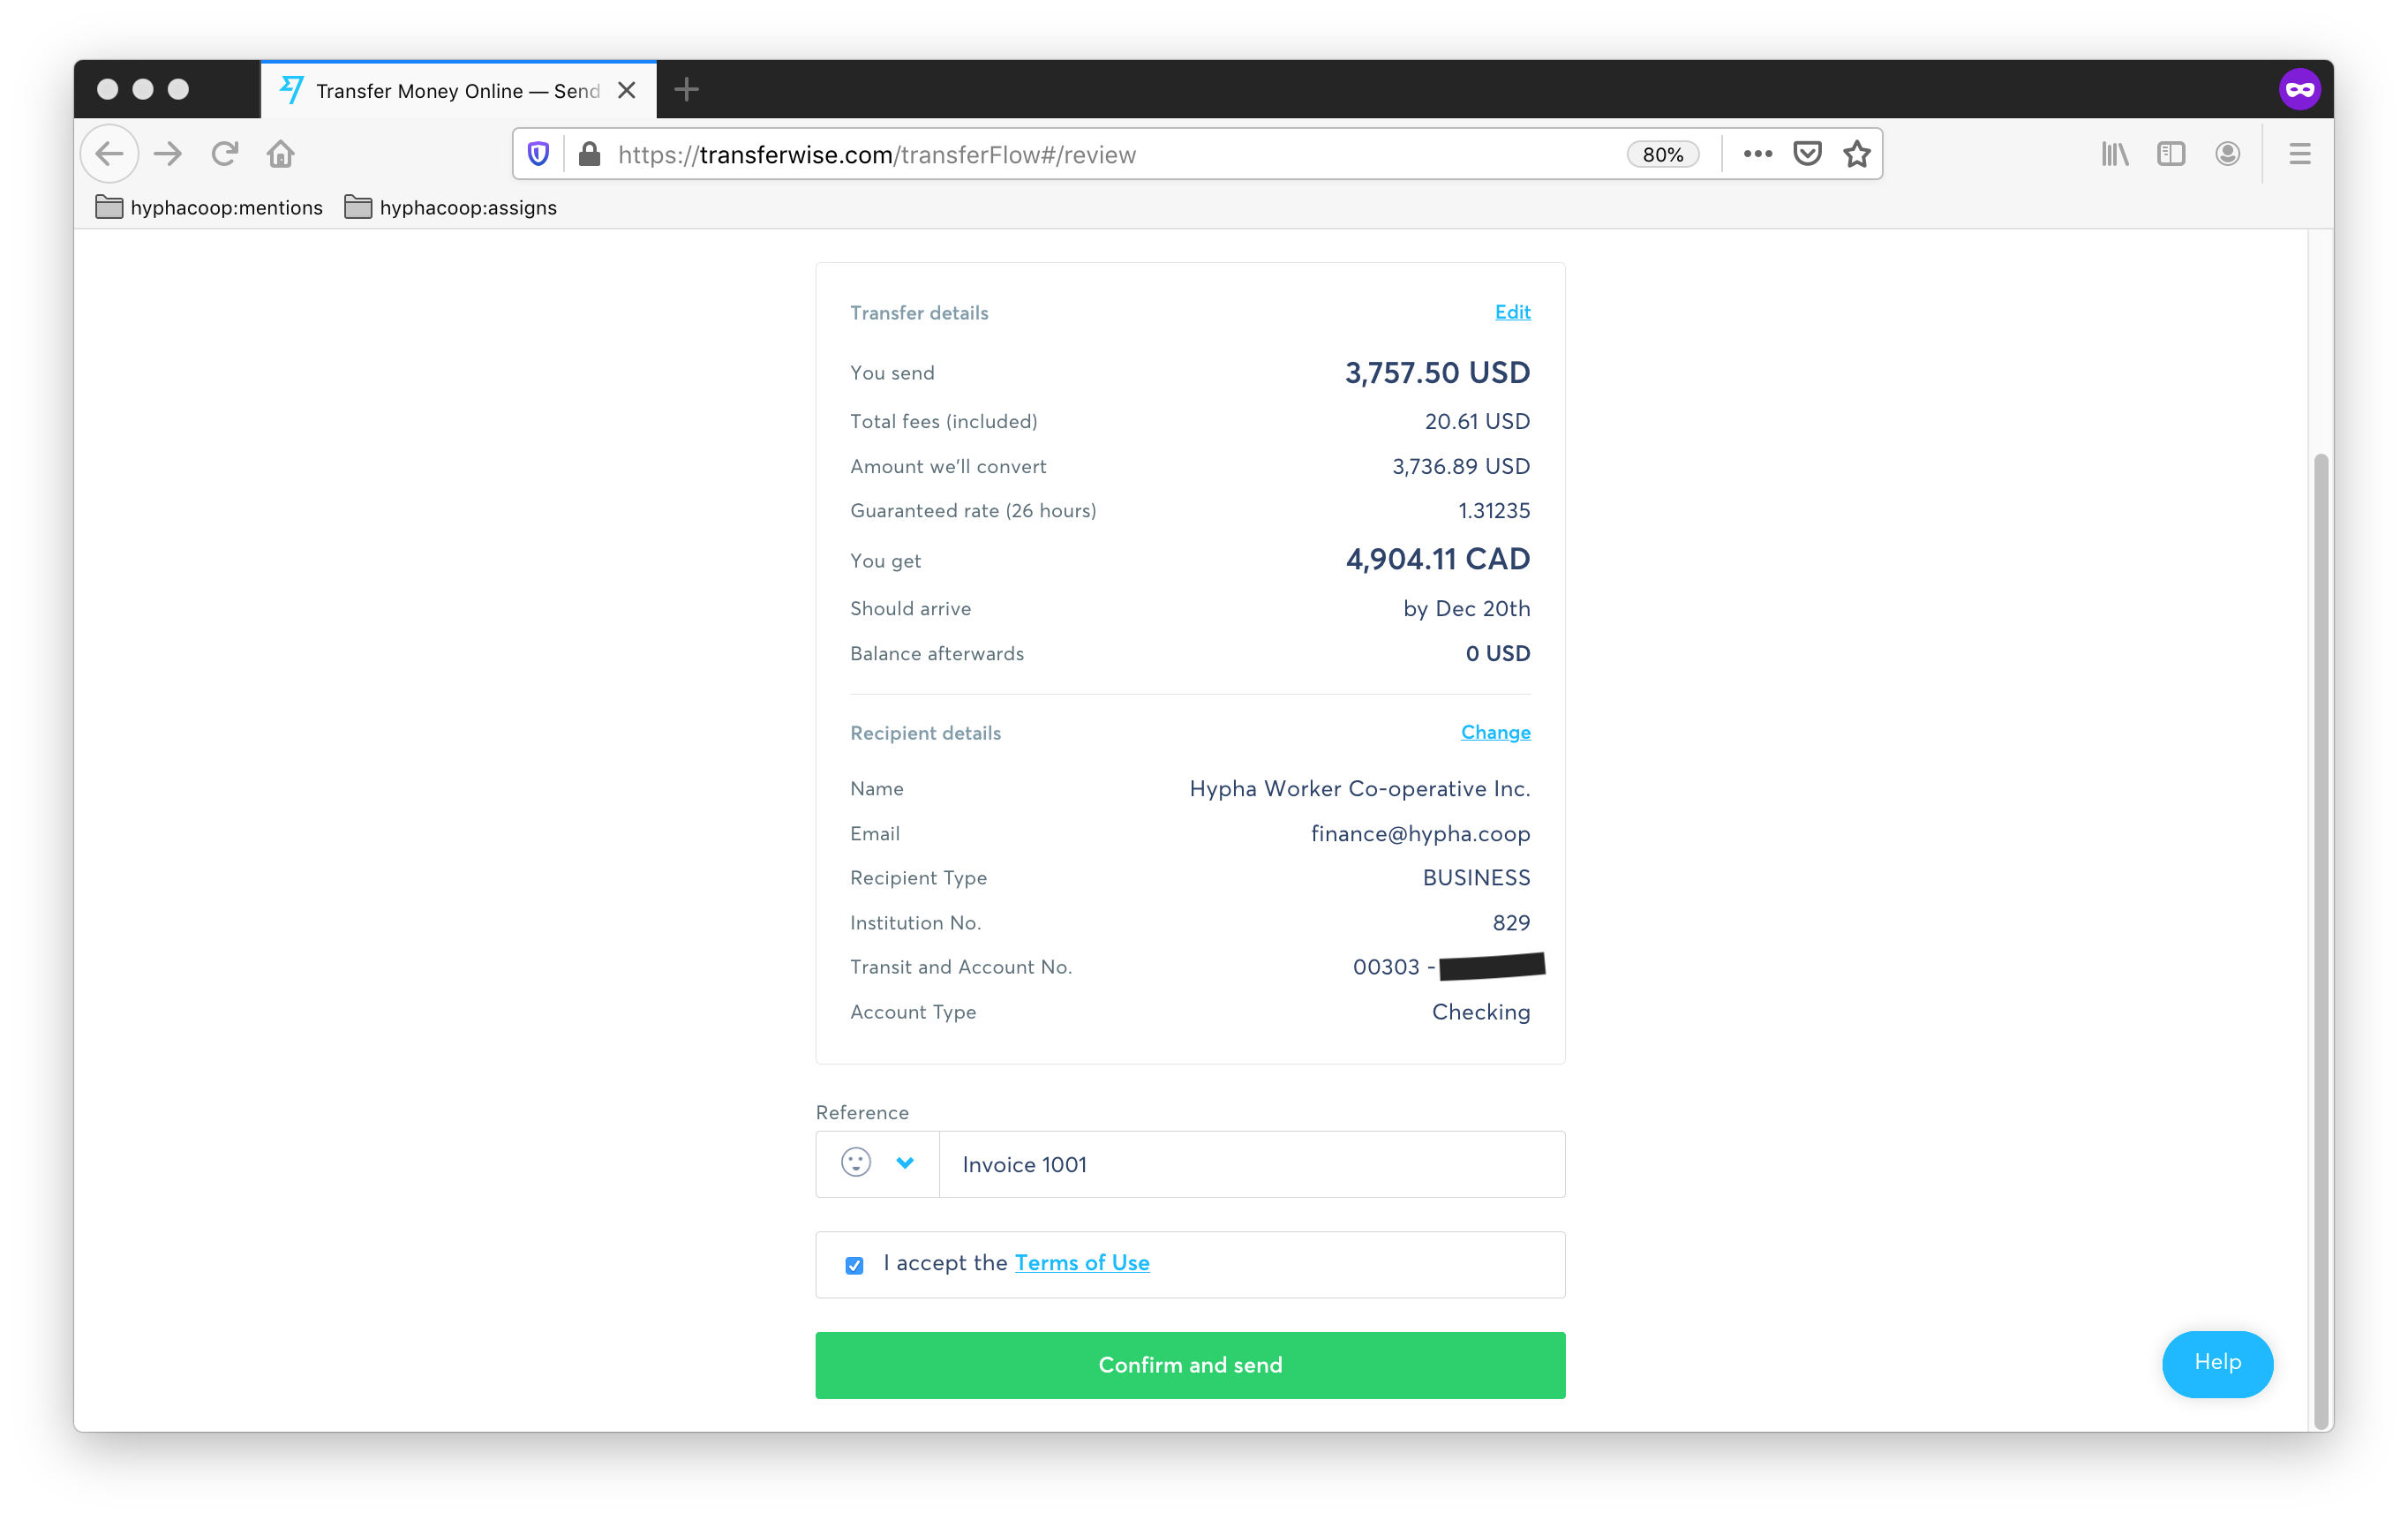 Transfer Money Online — Send
https://transferwise.com/transferFlow#/review
80%
hyphacoop:mentions
hyphacoop:assigns
Transfer details
Edit
You send
3,757.50 USD
Total fees (included)
20.61 USD
Amount we'll convert
3,736.89 USD
Guaranteed rate (26 hours)
1.31235
You get
4,904.11 CAD
Should arrive
by Dec 20th
Balance afterwards
0 USD
Recipient details
Change
Name
Hypha Worker Co-operative Inc.
Email
finance@hypha.coop
Recipient Type
BUSINESS
Institution No.
829
Transit and Account No.
00303 -
Account Type
Checking
Reference
Invoice 1001
I accept the Terms of Use
Confirm and send
Help